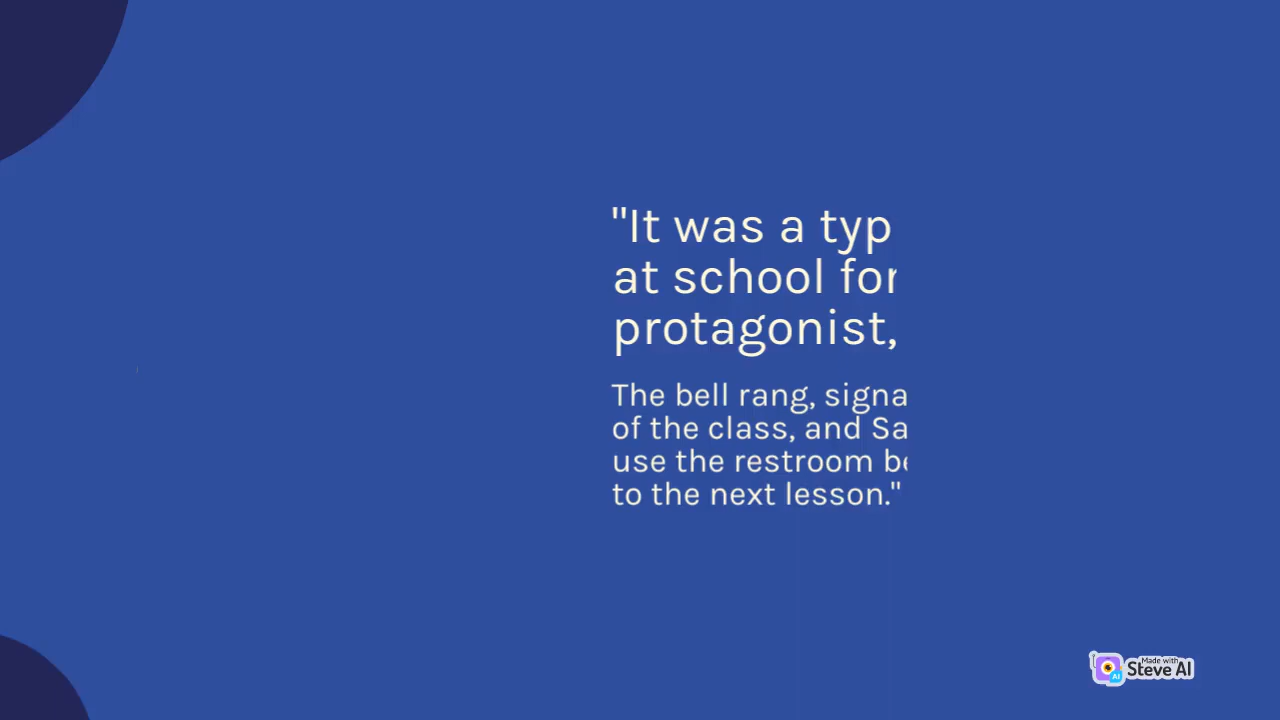 "It was a typ
at school for
protagonist,
The bell rang, signa
of the class, and Sa
use the restroom be
to the next lesson."
Made with
Steve AI
AI